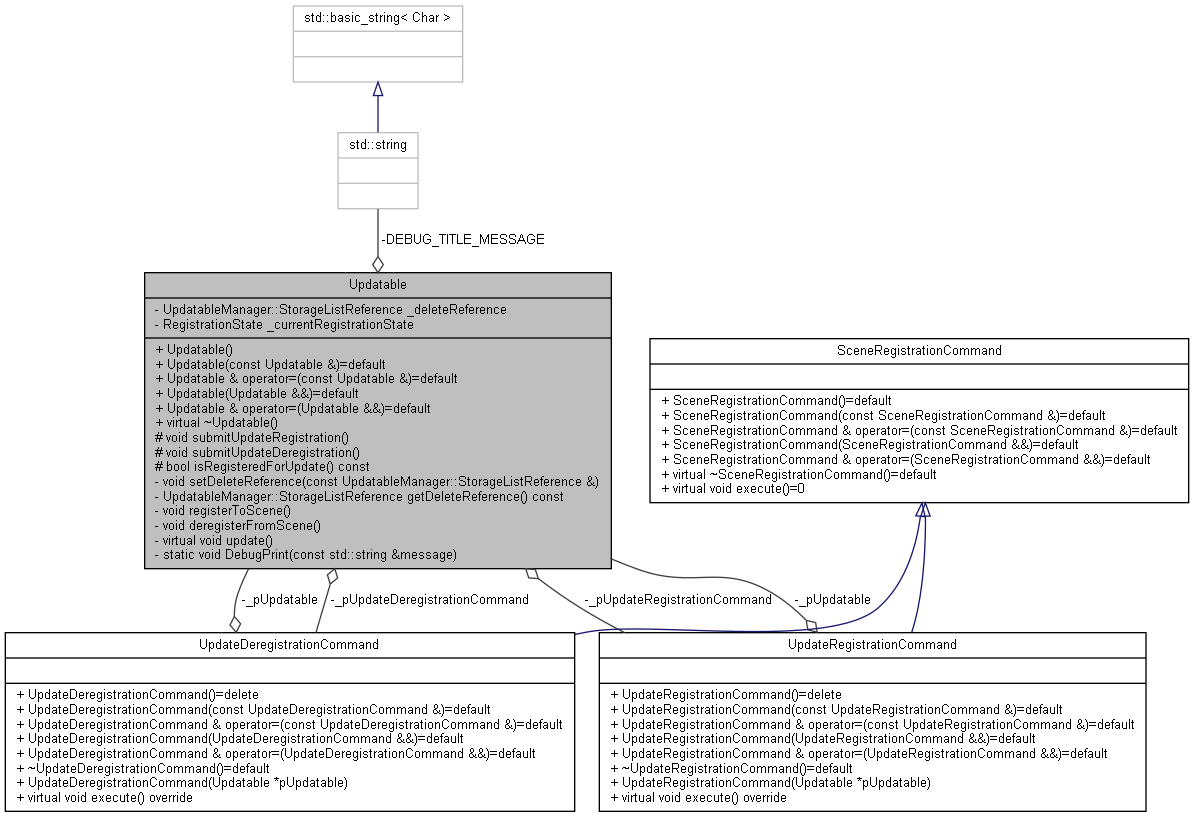 std::basic_string< Char >
std::string
-DEBUG_TITLE_MESSAGE
Updatable
- UpdatableManager::StorageListReference _deleteReference
- RegistrationState _currentRegistrationState
+ Updatable()
+ Updatable(const Updatable &)=default
+ Updatable & operator=(const Updatable &)=default
+ Updatable(Updatable &&)=default
+ Updatable & operator=(Updatable &&)=default
+ virtual ~Updatable()
# void submitUpdateRegistration()
# void submitUpdateDeregistration()
# bool isRegisteredForUpdate() const
- void setDeleteReference(const UpdatableManager::StorageListReference &)
- UpdatableManager::StorageListReference getDeleteReference() const
- void registerToScene()
- void deregisterFromScene()
- virtual void update()
- static void DebugPrint(const std::string &message)
SceneRegistrationCommand
+ SceneRegistrationCommand()=default
+ SceneRegistrationCommand(const SceneRegistrationCommand &)=default
+ SceneRegistrationCommand & operator=(const SceneRegistrationCommand &)=default
+ SceneRegistrationCommand(SceneRegistrationCommand &&)=default
+ SceneRegistrationCommand & operator=(SceneRegistrationCommand &&)=default
+ virtual ~SceneRegistrationCommand()=default
+ virtual void execute()=0
-_pUpdatable
-_pUpdateDeregistrationCommand
-_pUpdateRegistrationCommand
-_pUpdatable
UpdateDeregistrationCommand
+ UpdateDeregistrationCommand()=delete
+ UpdateDeregistrationCommand(const UpdateDeregistrationCommand &)=default
+ UpdateDeregistrationCommand & operator=(const UpdateDeregistrationCommand &)=default
+ UpdateDeregistrationCommand(UpdateDeregistrationCommand &&)=default
+ UpdateDeregistrationCommand & operator=(UpdateDeregistrationCommand &&)=default
+ ~UpdateDeregistrationCommand()=default
+ UpdateDeregistrationCommand(Updatable *pUpdatable)
+ virtual void execute() override
UpdateRegistrationCommand
+ UpdateRegistrationCommand()=delete
+ UpdateRegistrationCommand(const UpdateRegistrationCommand &)=default
+ UpdateRegistrationCommand & operator=(const UpdateRegistrationCommand &)=default
+ UpdateRegistrationCommand(UpdateRegistrationCommand &&)=default
+ UpdateRegistrationCommand & operator=(UpdateRegistrationCommand &&)=default
+ ~UpdateRegistrationCommand()=default
+ UpdateRegistrationCommand(Updatable *pUpdatable)
+ virtual void execute() override